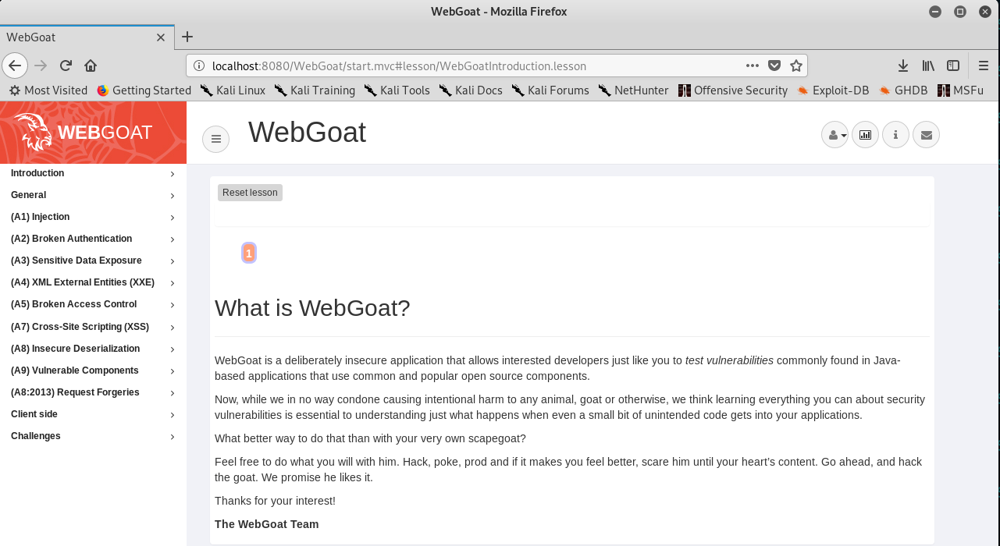 WebGoat - Mozilla Firefox
WebGoat
localhost:8080/WebGoat/start.mvc#lesson/WebGoatIntroduction.lesson
Most Visited Getting Started Kali Linux Kali Training Kali Tools Kali Docs Kali Forums NetHunter Offensive Security Exploit-DB GHDB MSFu
WEBGOAT
WebGoat
Introduction
General
(A1) Injection
(A2) Broken Authentication
(A3) Sensitive Data Exposure
(A4) XML External Entities (XXE)
(A5) Broken Access Control
(A7) Cross-Site Scripting (XSS)
(A8) Insecure Deserialization
(A9) Vulnerable Components
(A8:2013) Request Forgeries
Client side
Challenges
Reset lesson
1
What is WebGoat?
WebGoat is a deliberately insecure application that allows interested developers just like you to test vulnerabilities commonly found in Java-
based applications that use common and popular open source components.
Now, while we in no way condone causing intentional harm to any animal, goat or otherwise, we think learning everything you can about security
vulnerabilities is essential to understanding just what happens when even a small bit of unintended code gets into your applications.
What better way to do that than with your very own scapegoat?
Feel free to do what you will with him. Hack, poke, prod and if it makes you feel better, scare him until your heart’s content. Go ahead, and hack
the goat. We promise he likes it.
Thanks for your interest!
The WebGoat Team